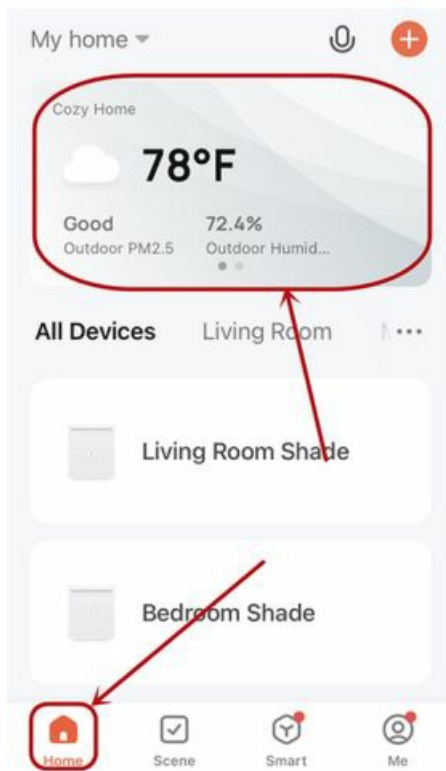 My home
Cozy Home
78°F
Good 72.4%
Outdoor PM2.5 Outdoor Humid...
All Devices Living Room
Living Room Shade
Bedroom Shade
Home Scene Smart Me